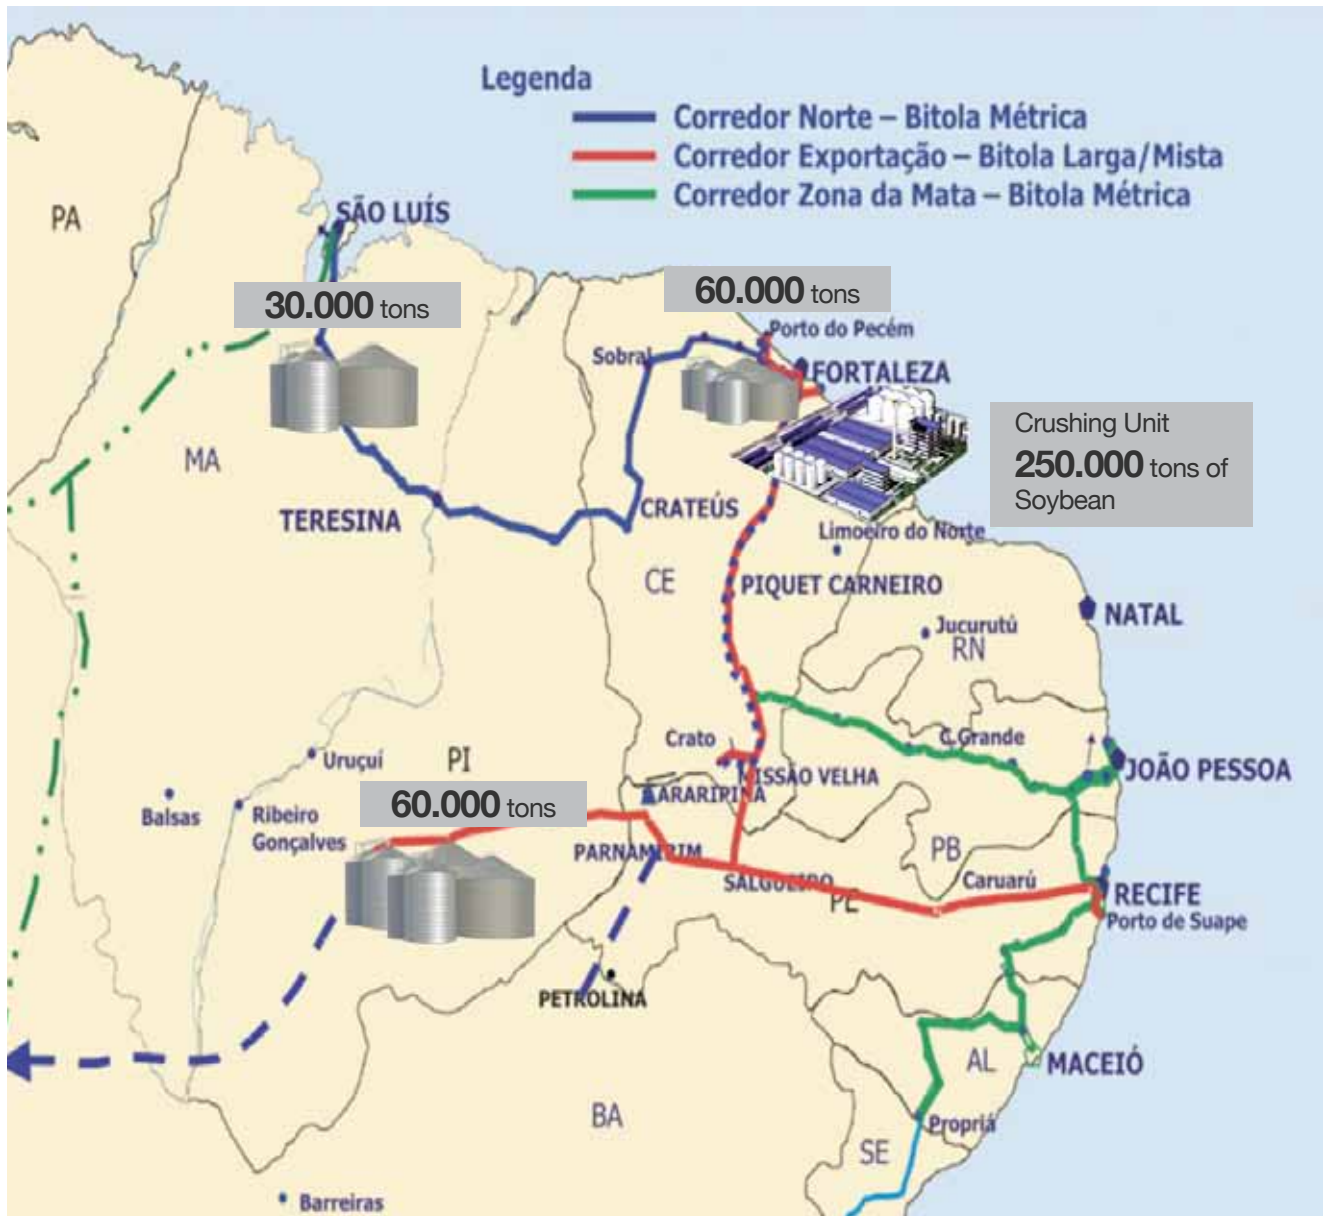 Legenda
Corredor Norte – Bitola Métrica
Corredor Exportação – Bitola Larga/Mista
Corredor Zona da Mata – Bitola Métrica
PA
SÃO LUÍS
30.000 tons
60.000 tons
Porto do Pecém
Sobral
FORTALEZA
Crushing Unit
250.000 tons of
Soybean
MA
TERESINA
CRATEÚS
Limoeiro do Norte
CE
PIQUET CARNEIRO
NATAL
Jucurutú
RN
Crato
C.Grande
Uruçuí
PI
MISSÃO VELHA
JOÃO PESSOA
ARARIPINA
60.000 tons
Balsas
Ribeiro
Gonçalves
PARNAMIRIM
PB
SALGUEIRO
Caruarú
PE
RECIFE
Porto de Suape
PETROLINA
AL
MACEIÓ
BA
Propriá
SE
Barreiras